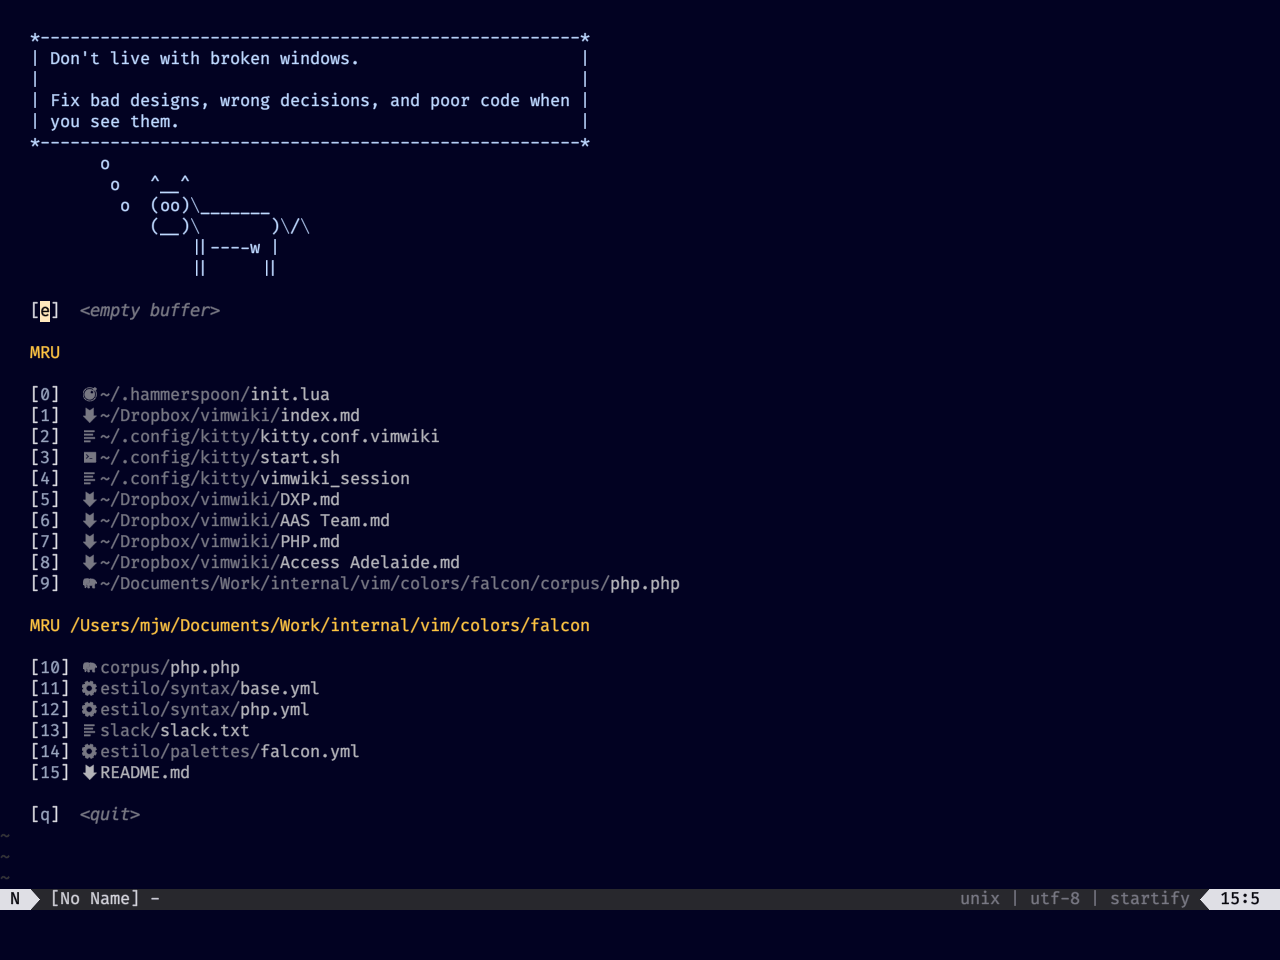 *------------------------------------------------------*
| Don't live with broken windows.                      |
|                                                      |
| Fix bad designs, wrong decisions, and poor code when |
| you see them.                                        |
*------------------------------------------------------*
       o
        o   ^__^
         o  (oo)\_______
            (__)\       )\/\
                ||----w |
                ||     ||
[e]  <empty buffer>
MRU
[0]  ~/.hammerspoon/init.lua
[1]  ~/Dropbox/vimwiki/index.md
[2]  ~/.config/kitty/kitty.conf.vimwiki
[3]  ~/.config/kitty/start.sh
[4]  ~/.config/kitty/vimwiki_session
[5]  ~/Dropbox/vimwiki/DXP.md
[6]  ~/Dropbox/vimwiki/AAS Team.md
[7]  ~/Dropbox/vimwiki/PHP.md
[8]  ~/Dropbox/vimwiki/Access Adelaide.md
[9]  ~/Documents/Work/internal/vim/colors/falcon/corpus/php.php
MRU /Users/mjw/Documents/Work/internal/vim/colors/falcon
[10] corpus/php.php
[11] estilo/syntax/base.yml
[12] estilo/syntax/php.yml
[13] slack/slack.txt
[14] estilo/palettes/falcon.yml
[15] README.md
[q]  <quit>
~
~
~
N [No Name] - unix | utf-8 | startify 15:5